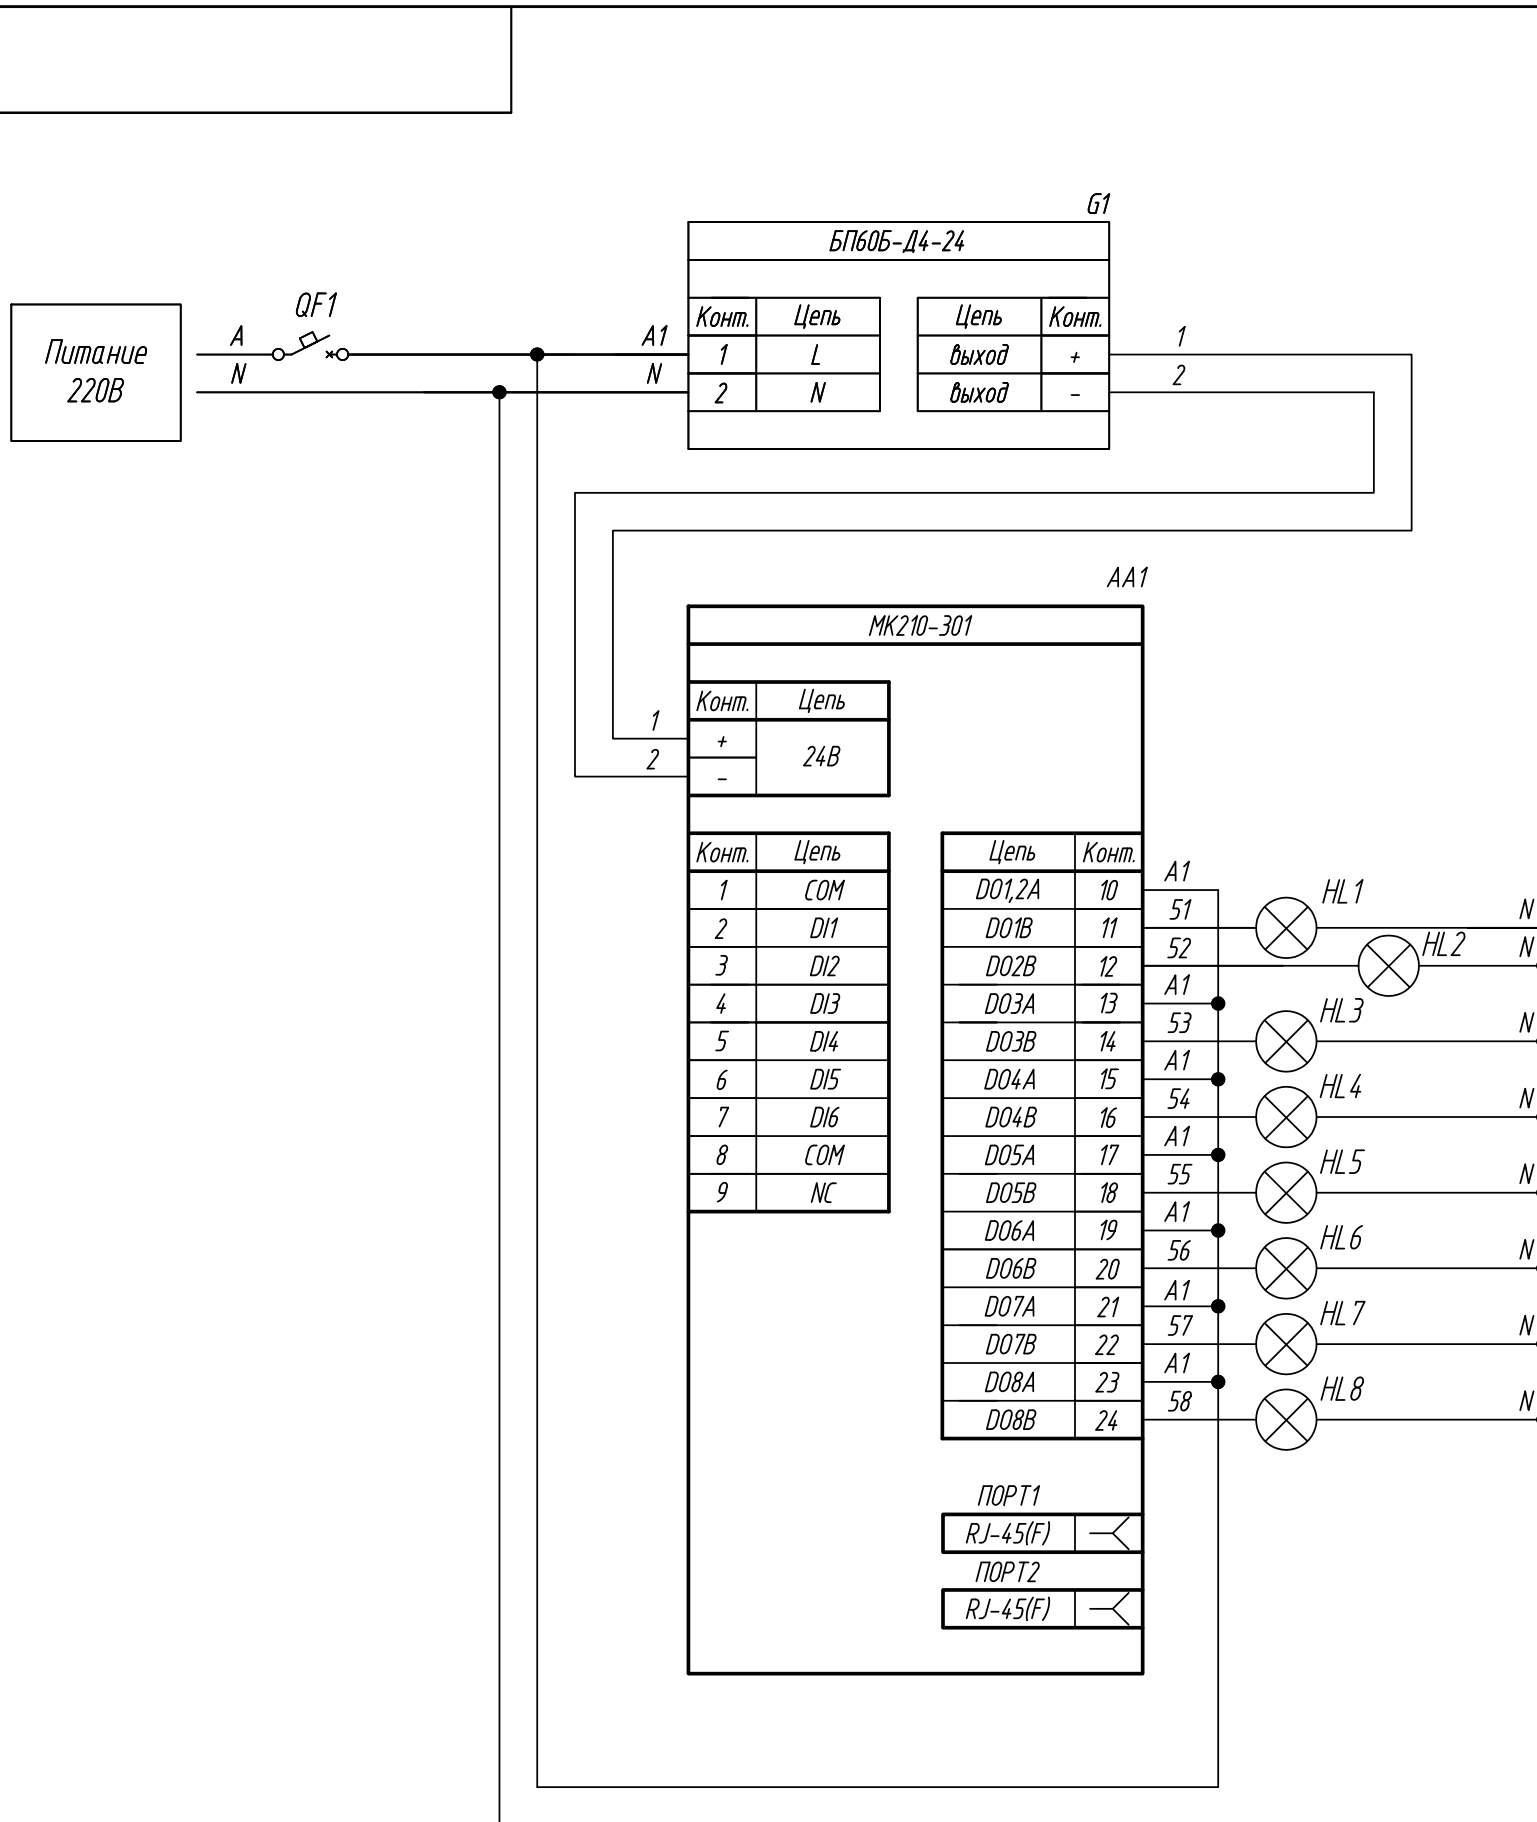 G1
БП60Б-Д4-24
QF1
Питание
220В
A
N
A1
N
Конт. Цепь Цепь Конт.
1 L выход +
2 N выход -
1
2
AA1
МК210-301
Конт. Цепь
1 + 24В
2 -
Конт. Цепь Цепь Конт.
1 COM DO1,2A 10 A1
2 DI1 DO1B 11 51 HL1 N
3 DI2 DO2B 12 52 HL2 N
4 DI3 DO3A 13 A1
5 DI4 DO3B 14 53 HL3 N
6 DI5 DO4A 15 A1
7 DI6 DO4B 16 54 HL4 N
8 COM DO5A 17 A1
9 NC DO5B 18 55 HL5 N
DO6A 19 A1
DO6B 20 56 HL6 N
DO7A 21 A1
DO7B 22 57 HL7 N
DO8A 23 A1
DO8B 24 58 HL8 N
ПОРТ1
RJ-45(F)
ПОРТ2
RJ-45(F)